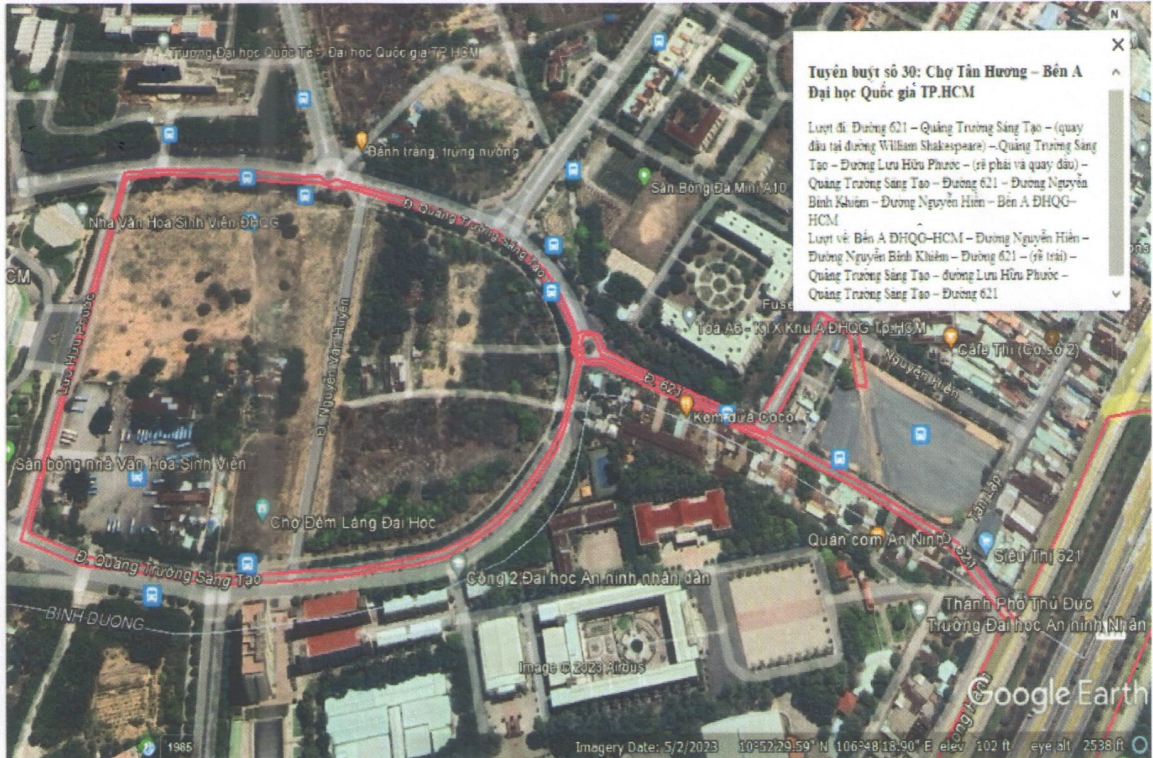 N
Trường Đại học Quốc Tế - Đại học Quốc gia TP.HCM
Tuyến buýt số 30: Chợ Tân Hương – Bến A
Đại học Quốc gia TP.HCM
Lượt đi: Đường 621 – Quảng Trường Sáng Tạo – (quay
đầu tại đường William Shakespeare) – Quảng Trường Sáng
Tạo – Đường Lưu Hữu Phước – (rẽ phải và quay đầu) –
Quảng Trường Sáng Tạo – Đường 621 – Đường Nguyễn
Bỉnh Khiêm – Đường Nguyễn Hiền – Bến A ĐHQG–
HCM
Lượt về: Bến A ĐHQG–HCM – Đường Nguyễn Hiền –
Đường Nguyễn Bỉnh Khiêm – Đường 621 – (rẽ trái) –
Quảng Trường Sáng Tạo – đường Lưu Hữu Phước –
Quảng Trường Sáng Tạo – Đường 621
Bánh tráng, trứng nướng
Sân Bóng Đá Mini A10
Nhà Văn Hóa Sinh Viên ĐHQG
Đ. Quảng Trường Sáng Tạo
CM
Lưu Hữu Phước
Đ. Nguyễn Văn Huyên
Tòa A6 - KTX Khu A ĐHQG Tp.HCM
Cafe Thi (Cơ sở 2)
Nguyễn Hiền
Đ. 621
Kem dừa Coco
Sân bóng nhà Văn Hóa Sinh Viên
Chợ Đêm Làng Đại Học
Tân Lập
Quán cơm An Ninh
Đ. 621
Siêu Thị 621
Đ. Quảng Trường Sáng Tạo
Cổng 2 Đại học An ninh nhân dân
BINH DUONG
Thành Phố Thủ Đức
Trường Đại học An ninh Nhân
Image © 2023 Airbus
Google Earth
1985
Imagery Date: 5/2/2023 10°52'29.59" N 106°48'18.90" E elev 102 ft eye alt 2538 ft